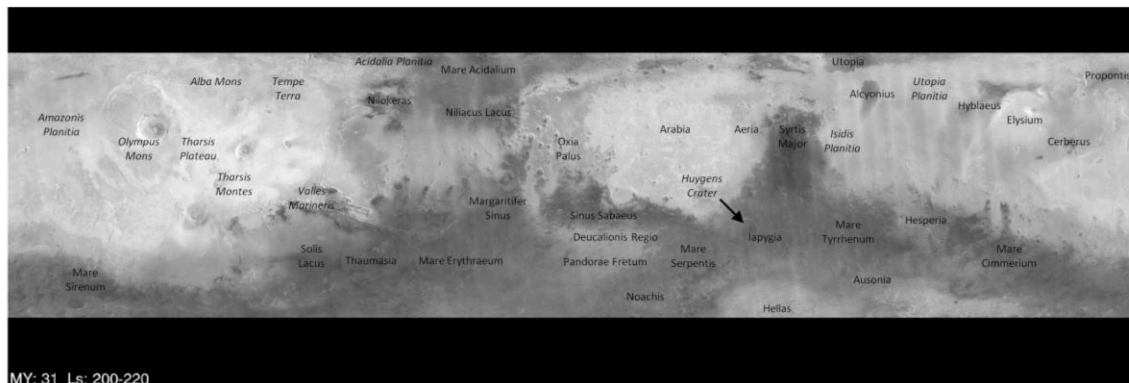 Acidalia Planitia
Mare Acidalium
Utopia
Alba Mons
Tempe
Terra
Nilokeras
Niliacus Lacus
Alcyonius
Utopia
Planitia
Hyblaeus
Propontis
Elysium
Amazonis
Planitia
Olympus
Mons
Tharsis
Plateau
Oxia
Palus
Arabia
Aeria
Syrtis
Major
Isidis
Planitia
Cerberus
Tharsis
Montes
Valles
Marineris
Huygens
Crater
Margaritifer
Sinus
Sinus Sabaeus
Deucalionis Regio
Iapygia
Mare
Tyrrhenum
Hesperia
Solis
Lacus
Thaumasia
Mare Erythraeum
Pandorae Fretum
Mare
Serpentis
Mare
Cimmerium
Mare
Sirenum
Ausonia
Noachis
Hellas
MY: 31 Ls: 200-220